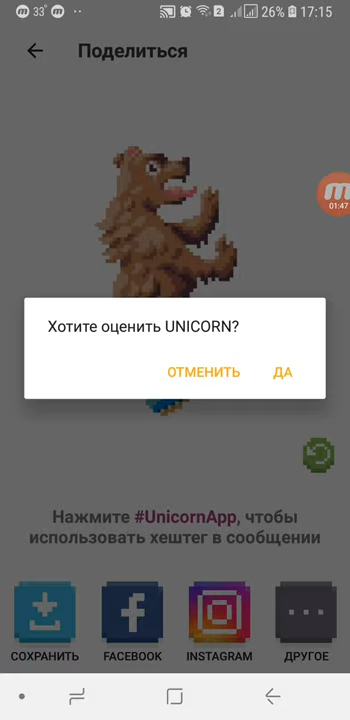 33° 2 26% 17:15
Поделиться
01:47
Хотите оценить UNICORN?
ОТМЕНИТЬ ДА
Нажмите #UnicornApp, чтобы
использовать хештег в сообщении
СОХРАНИТЬ FACEBOOK INSTAGRAM ДРУГОЕ